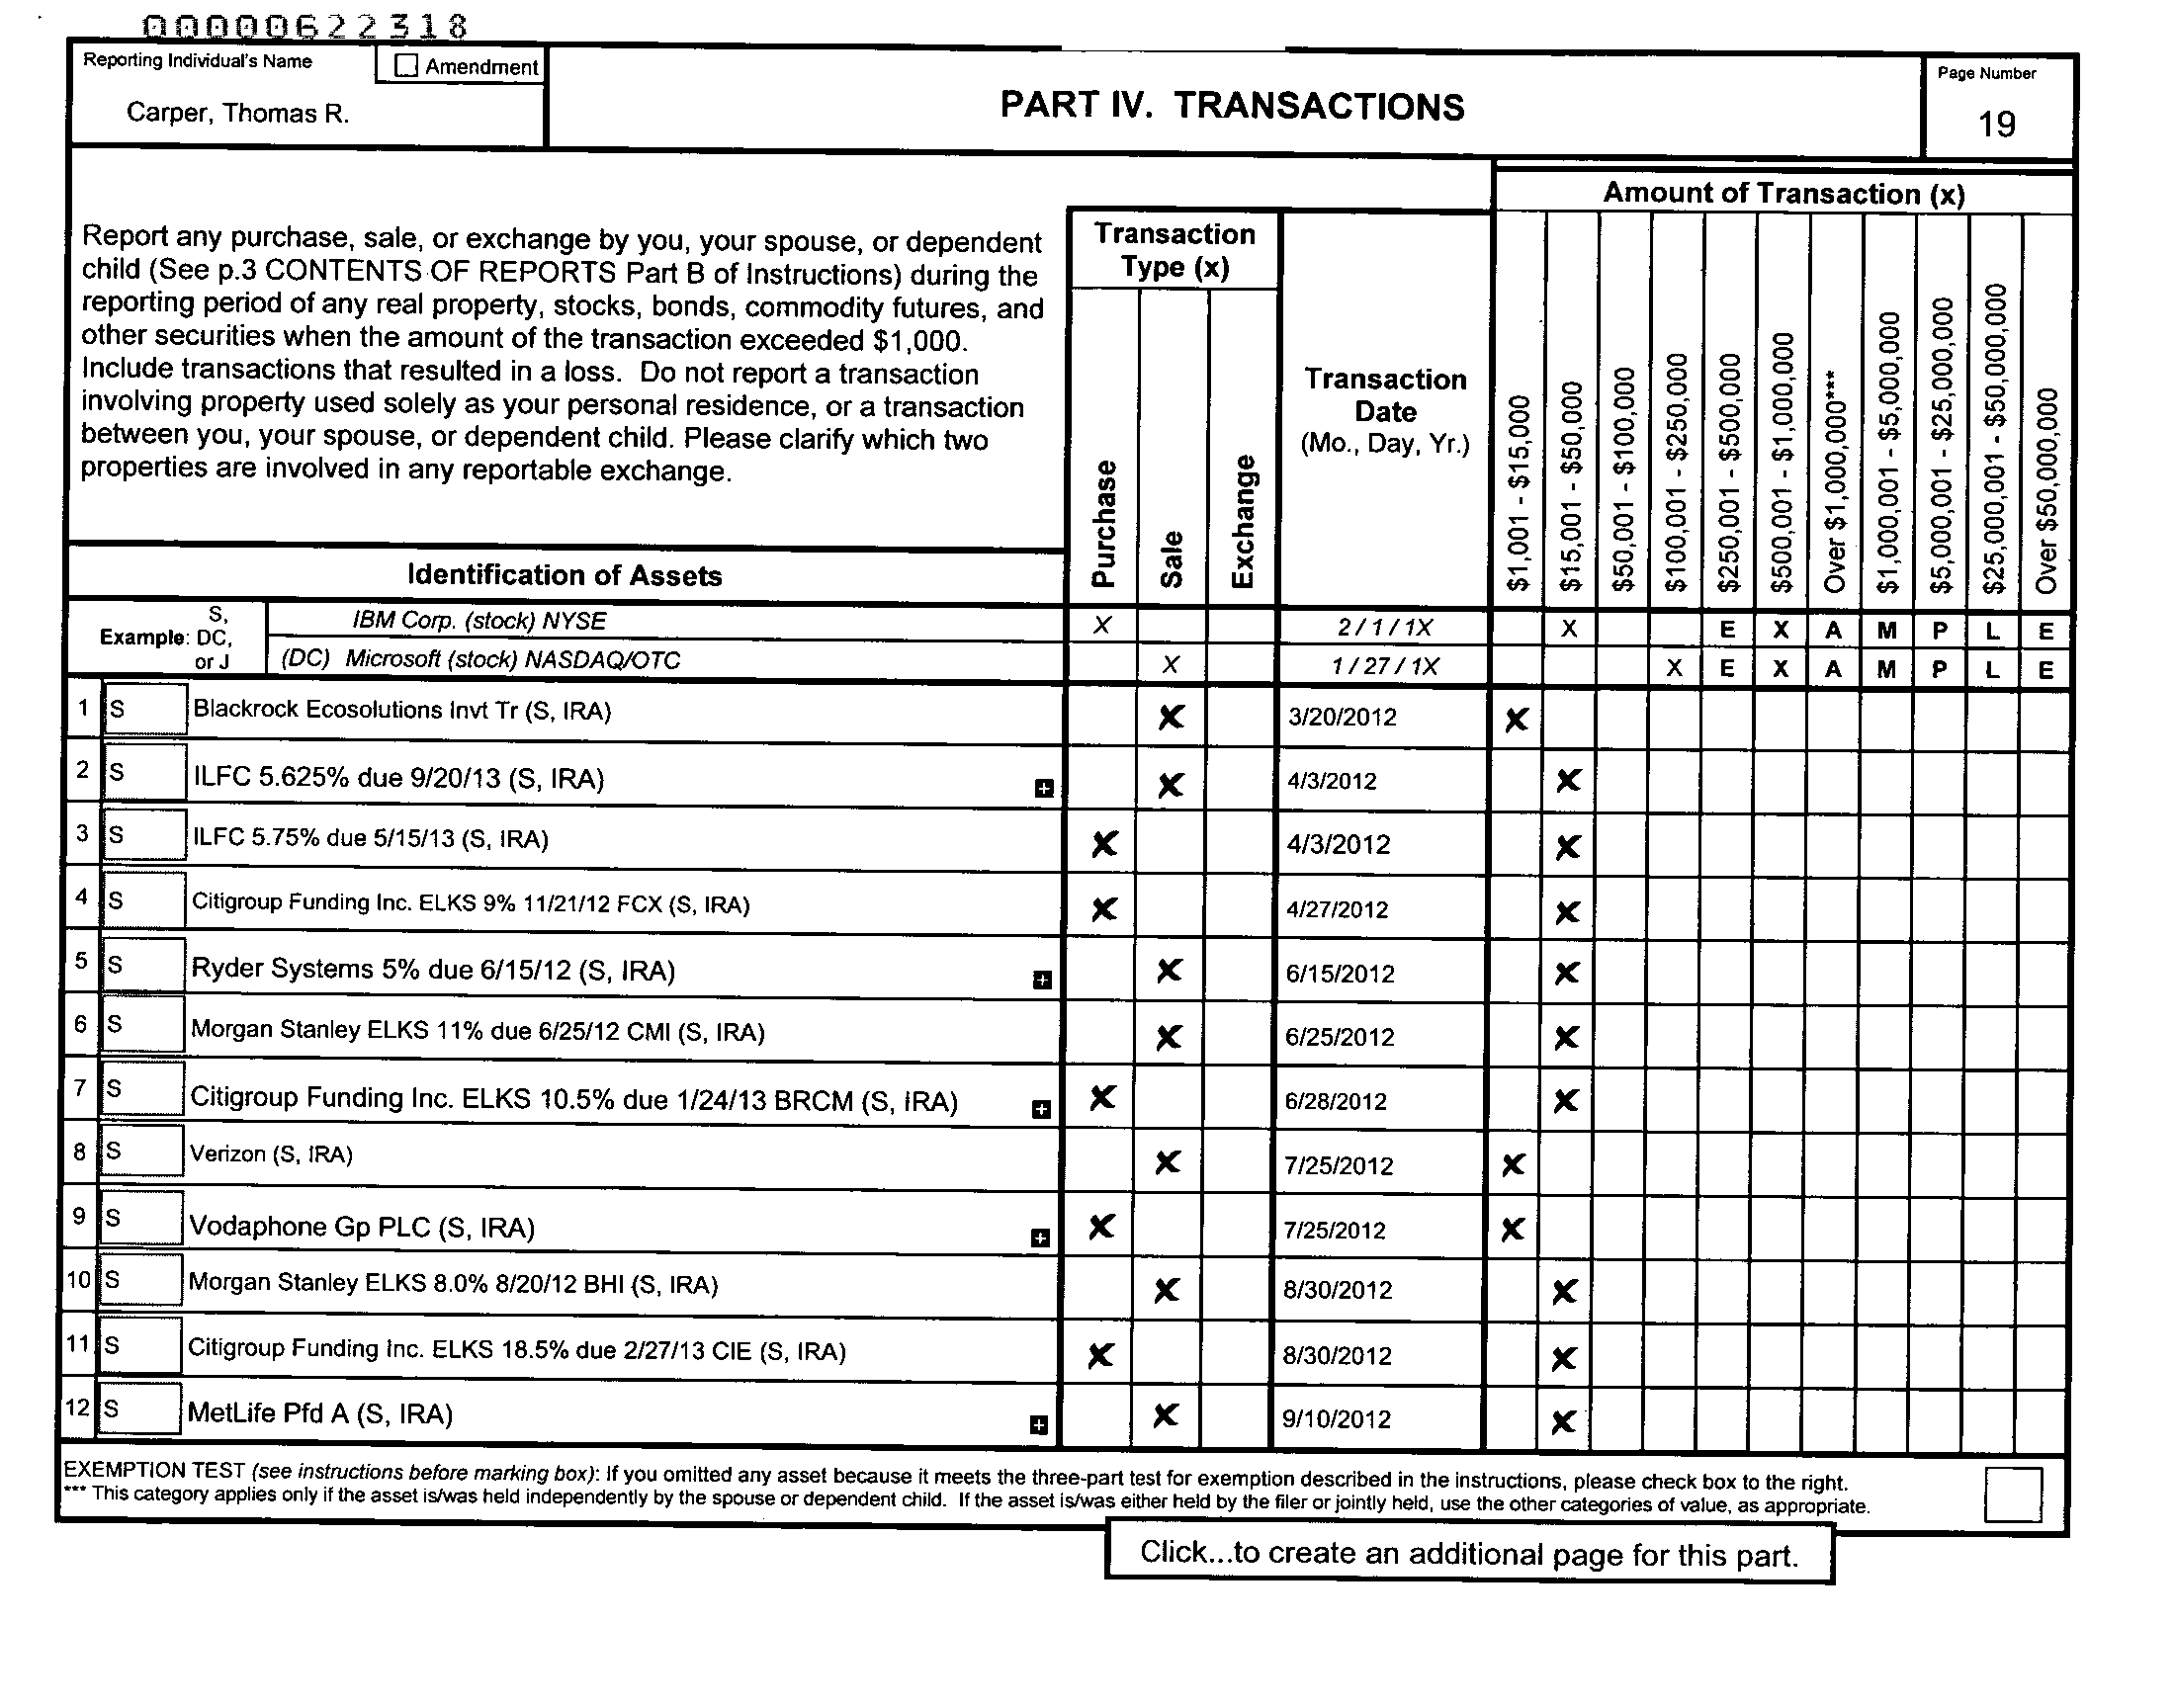 00000622318
Reporting Individual's Name
Amendment
Carper, Thomas R.
PART IV. TRANSACTIONS
Page Number
19
Report any purchase, sale, or exchange by you, your spouse, or dependent
child (See p.3 CONTENTS OF REPORTS Part B of Instructions) during the
reporting period of any real property, stocks, bonds, commodity futures, and
other securities when the amount of the transaction exceeded $1,000.
Include transactions that resulted in a loss. Do not report a transaction
involving property used solely as your personal residence, or a transaction
between you, your spouse, or dependent child. Please clarify which two
properties are involved in any reportable exchange.
Identification of Assets
Transaction
Type (x)
Purchase
Sale
Exchange
Transaction
Date
(Mo., Day, Yr.)
Amount of Transaction (x)
$1,001 - $15,000
$15,001 - $50,000
$50,001 - $100,000
$100,001 - $250,000
$250,001 - $500,000
$500,001 - $1,000,000
Over $1,000,000***
$1,000,001 - $5,000,000
$5,000,001 - $25,000,000
$25,000,001 - $50,000,000
Over $50,000,000
Example: S, DC, or J
IBM Corp. (stock) NYSE X 2/1/1X X E X A M P L E
(DC) Microsoft (stock) NASDAQ/OTC X 1/27/1X X E X A M P L E
1 S Blackrock Ecosolutions Invt Tr (S, IRA) X 3/20/2012 X
2 S ILFC 5.625% due 9/20/13 (S, IRA) + X 4/3/2012 X
3 S ILFC 5.75% due 5/15/13 (S, IRA) X 4/3/2012 X
4 S Citigroup Funding Inc. ELKS 9% 11/21/12 FCX (S, IRA) X 4/27/2012 X
5 S Ryder Systems 5% due 6/15/12 (S, IRA) + X 6/15/2012 X
6 S Morgan Stanley ELKS 11% due 6/25/12 CMI (S, IRA) X 6/25/2012 X
7 S Citigroup Funding Inc. ELKS 10.5% due 1/24/13 BRCM (S, IRA) + X 6/28/2012 X
8 S Verizon (S, IRA) X 7/25/2012 X
9 S Vodaphone Gp PLC (S, IRA) + X 7/25/2012 X
10 S Morgan Stanley ELKS 8.0% 8/20/12 BHI (S, IRA) X 8/30/2012 X
11 S Citigroup Funding Inc. ELKS 18.5% due 2/27/13 CIE (S, IRA) X 8/30/2012 X
12 S MetLife Pfd A (S, IRA) + X 9/10/2012 X
EXEMPTION TEST (see instructions before marking box): If you omitted any asset because it meets the three-part test for exemption described in the instructions, please check box to the right.
*** This category applies only if the asset is/was held independently by the spouse or dependent child. If the asset is/was either held by the filer or jointly held, use the other categories of value, as appropriate.
Click...to create an additional page for this part.